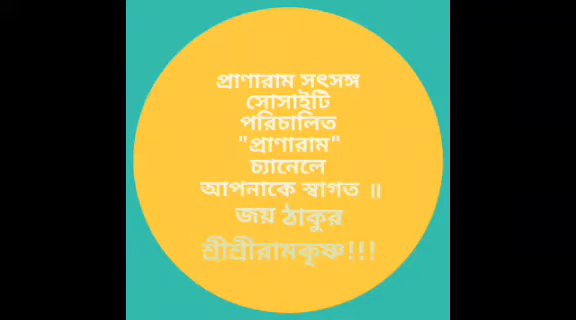 প্রাণারাম সৎসঙ্গ
সোসাইটি
পরিচালিত
"প্রাণারাম"
চ্যানেলে
আপনাকে স্বাগত ॥
জয় ঠাকুর
শ্রীশ্রীরামকৃষ্ণ!!!